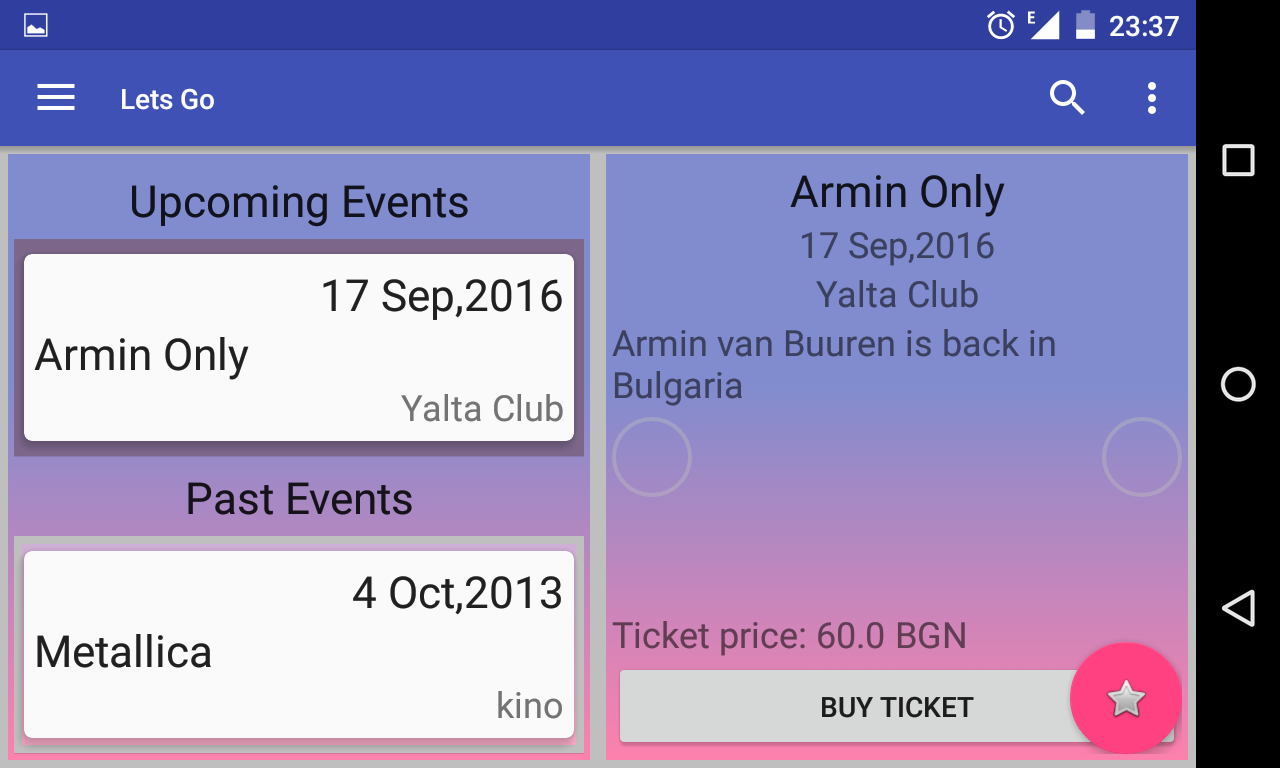 E
23:37
Lets Go
Upcoming Events
17 Sep,2016
Armin Only
Yalta Club
Past Events
4 Oct,2013
Metallica
kino
Armin Only
17 Sep,2016
Yalta Club
Armin van Buuren is back in
Bulgaria
Ticket price: 60.0 BGN
BUY TICKET